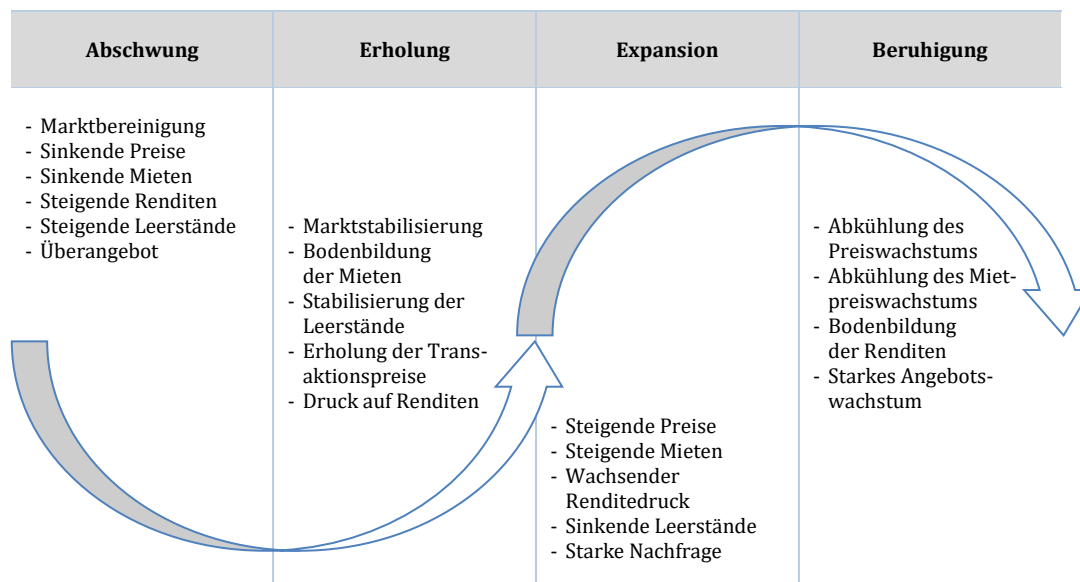 Abschwung
Erholung
Expansion
Beruhigung
- Marktbereinigung
- Sinkende Preise
- Sinkende Mieten
- Steigende Renditen
- Steigende Leerstände
- Überangebot
- Marktstabilisierung
- Bodenbildung
der Mieten
- Stabilisierung der
Leerstände
- Erholung der Trans-
aktionspreise
- Druck auf Renditen
- Steigende Preise
- Steigende Mieten
- Wachsender
Renditedruck
- Sinkende Leerstände
- Starke Nachfrage
- Abkühlung des
Preiswachstums
- Abkühlung des Miet-
preiswachstums
- Bodenbildung
der Renditen
- Starkes Angebots-
wachstum